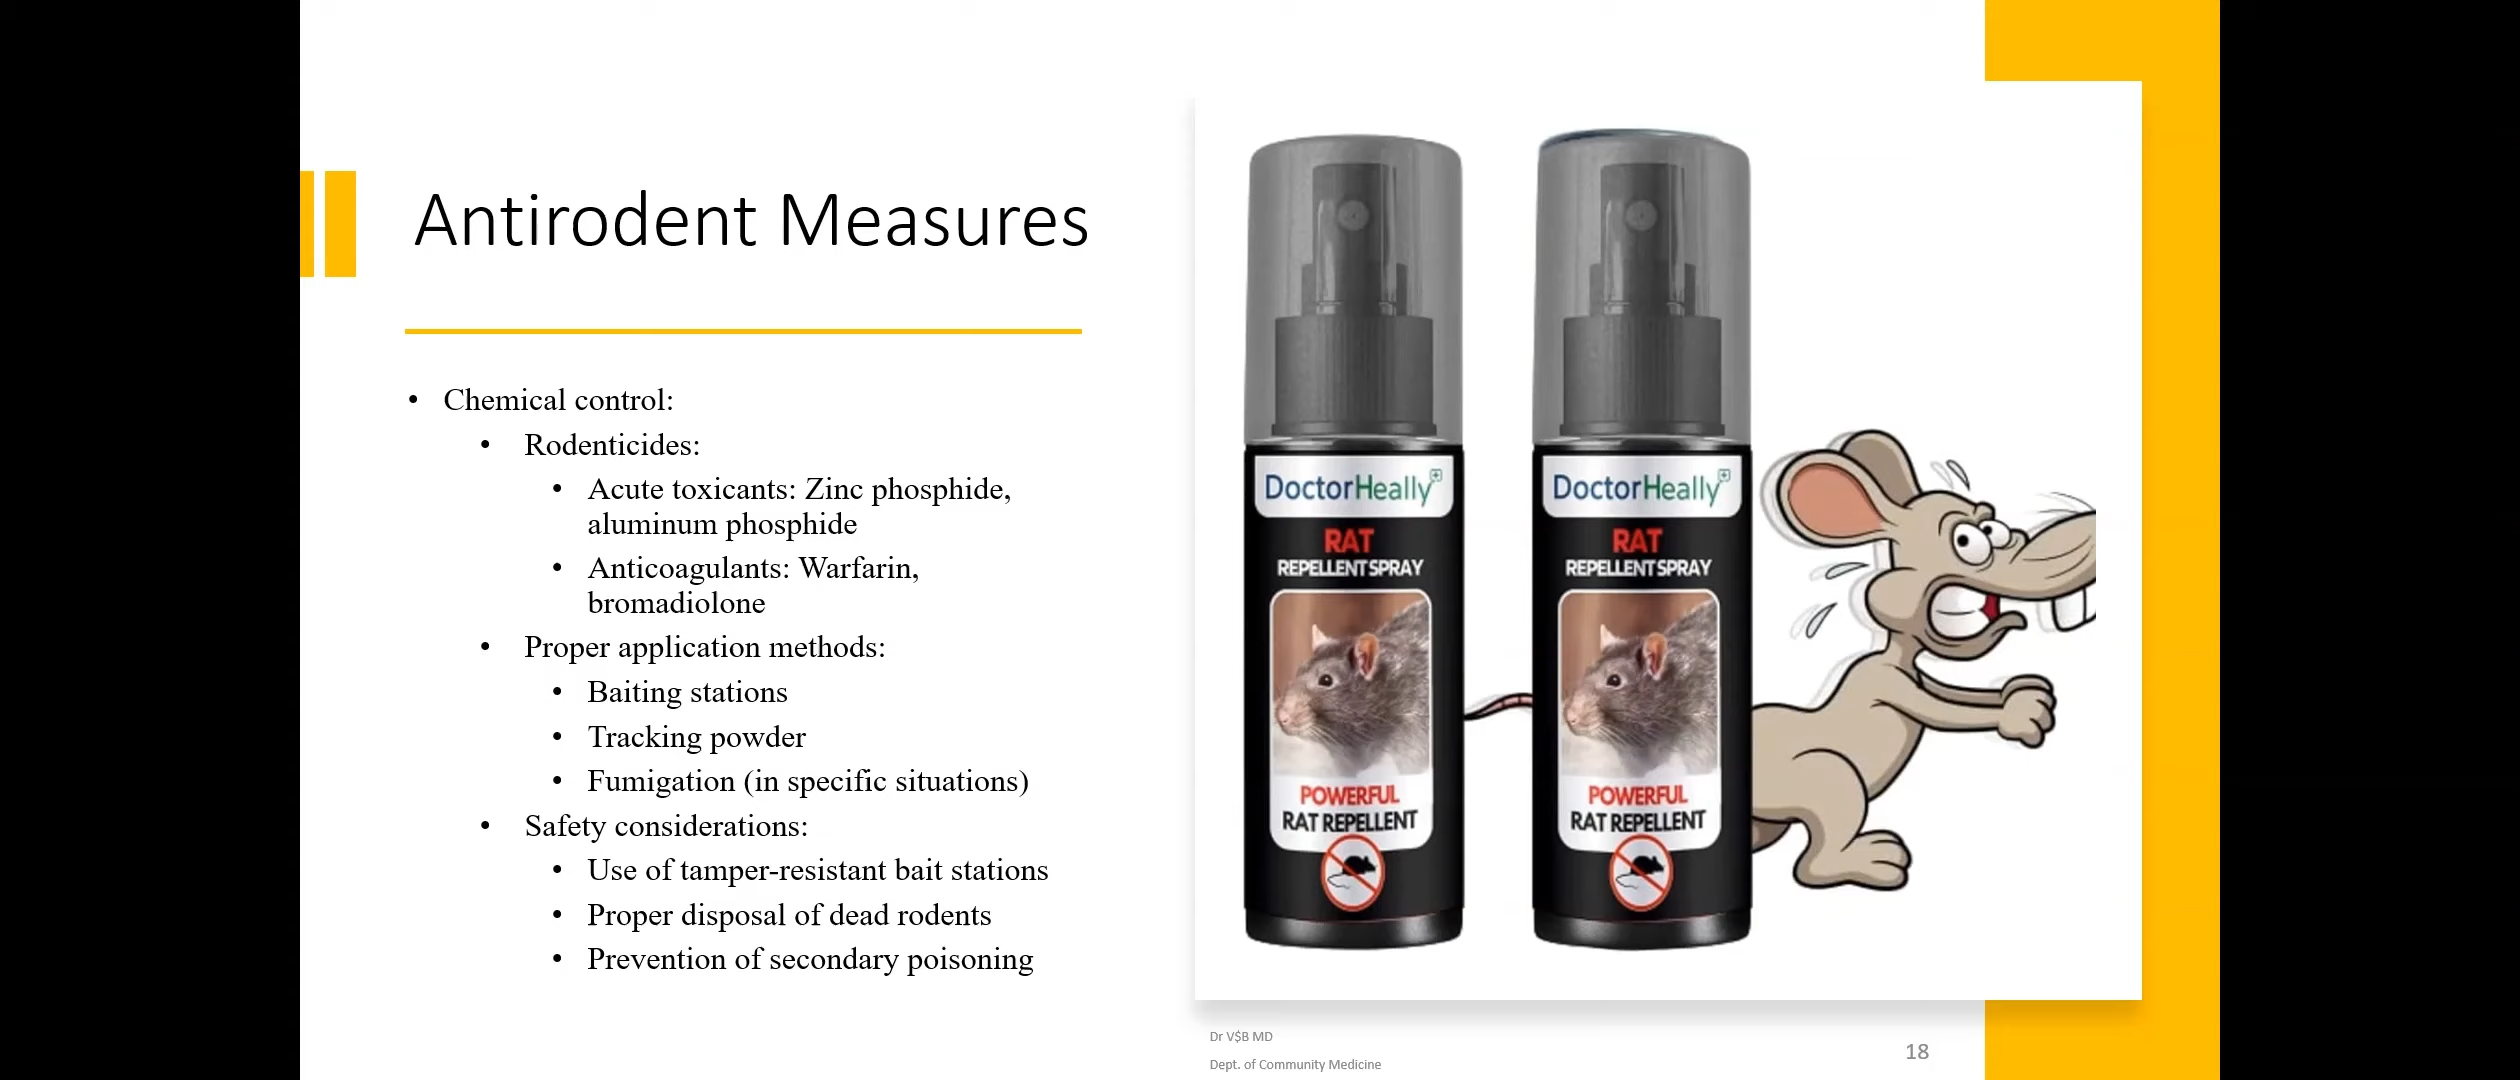 Antirodent Measures
• Chemical control:
• Rodenticides:
• Acute toxicants: Zinc phosphide,
aluminum phosphide
• Anticoagulants: Warfarin,
bromadiolone
• Proper application methods:
• Baiting stations
• Tracking powder
• Fumigation (in specific situations)
• Safety considerations:
• Use of tamper-resistant bait stations
• Proper disposal of dead rodents
• Prevention of secondary poisoning
DoctorHeally
RAT
REPELLENT SPRAY
POWERFUL
RAT REPELLENT
DoctorHeally
RAT
REPELLENT SPRAY
POWERFUL
RAT REPELLENT
Dr V$B MD
Dept. of Community Medicine
18